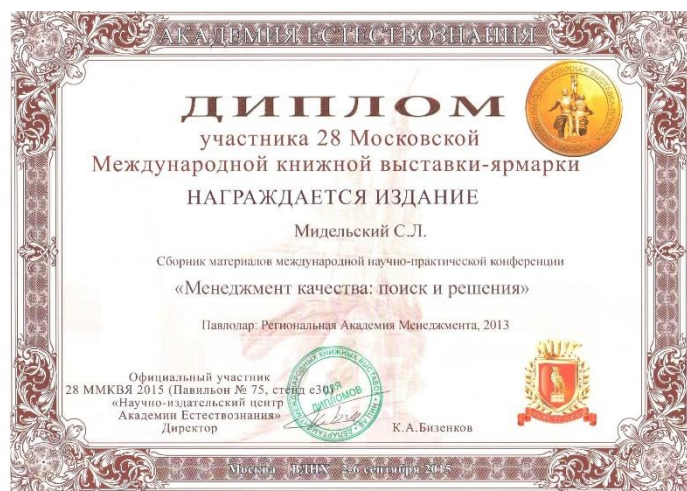 АКАДЕМИЯ ЕСТЕСТВОЗНАНИЯ
ДИПЛОМ
участника 28 Московской
Международной книжной выставки-ярмарки
НАГРАЖДАЕТСЯ ИЗДАНИЕ
Мидельский С.Л.
Сборник материалов международной научно-практической конференции
«Менеджмент качества: поиск и решения»
Павлодар: Региональная Академия Менеджмента, 2013
Официальный участник
28 ММКВЯ 2015 (Павильон № 75, стенд е30)
«Научно-издательский центр
Академии Естествознания»
Директор
К.А.Бизенков
ДЛЯ
ДИПЛОМОВ
Москва ВДНХ 2-6 сентября 2015